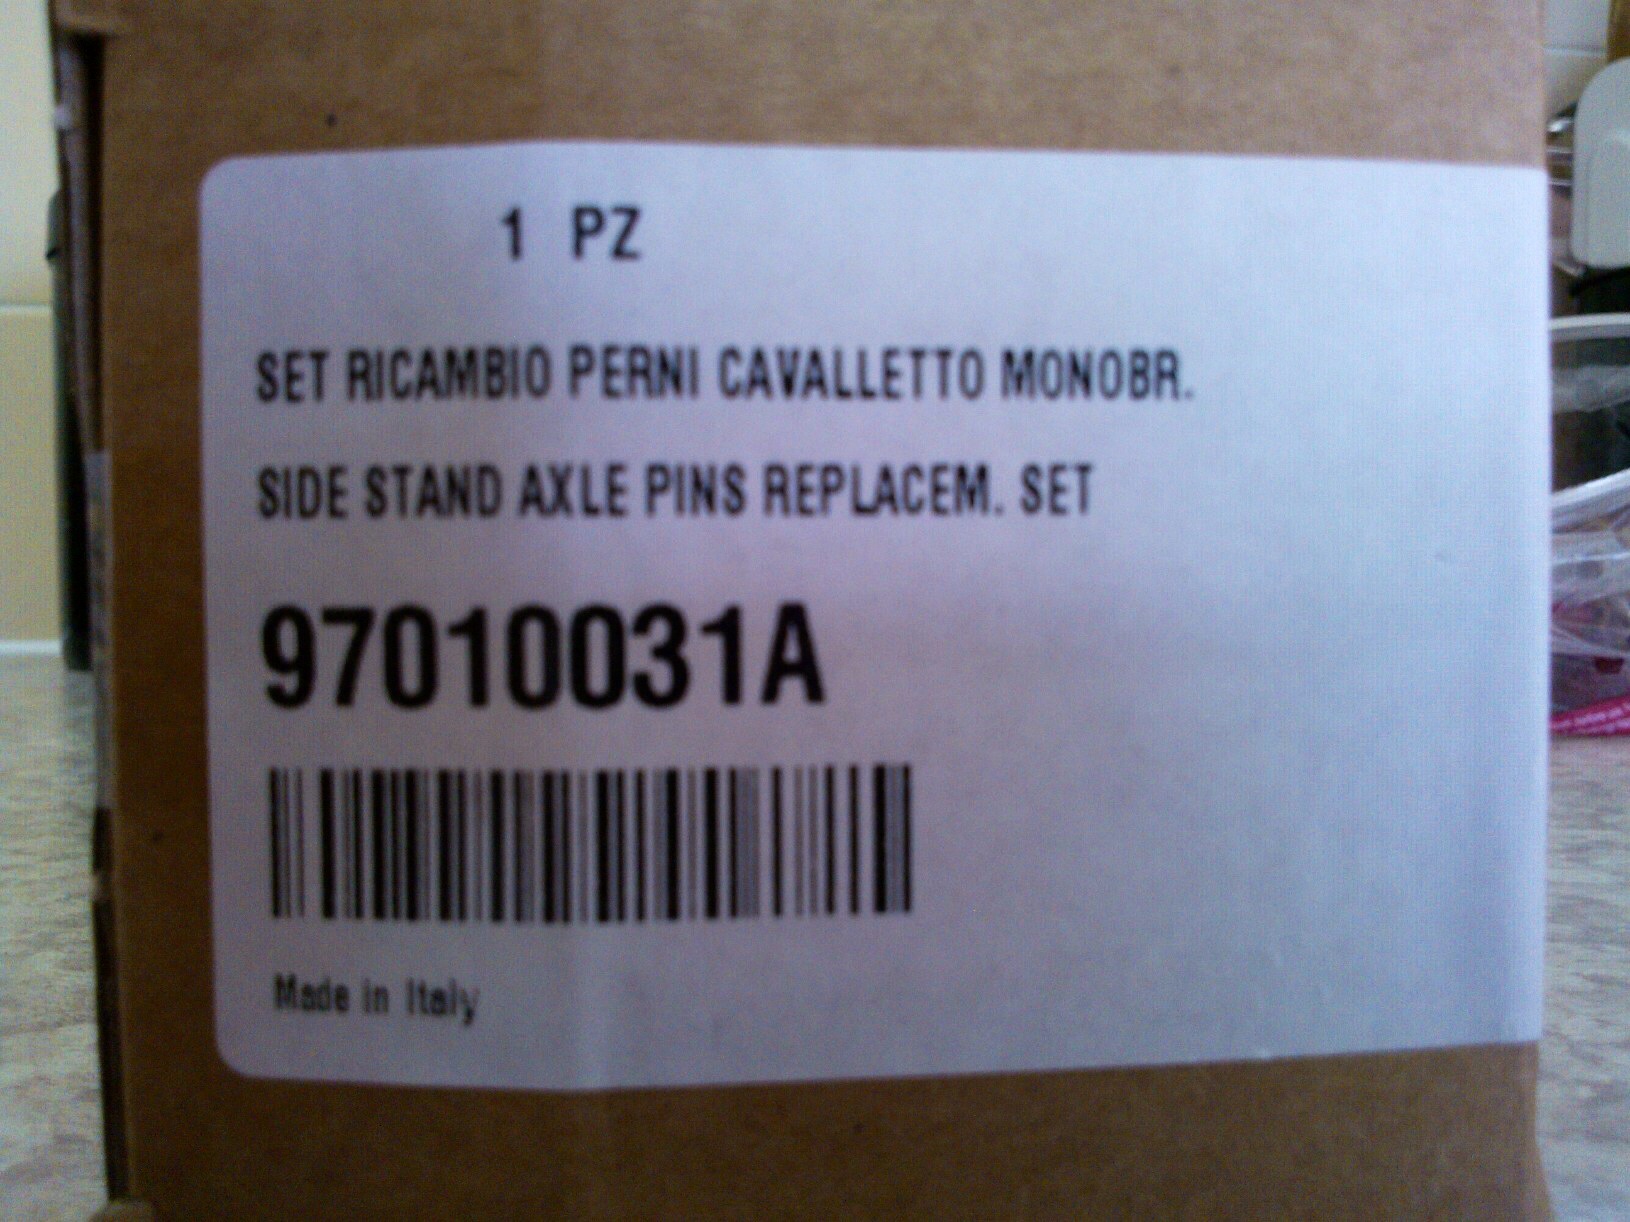 1 PZ
SET RICAMBIO PERNI CAVALLETTO MONOBR.
SIDE STAND AXLE PINS REPLACEM. SET
97010031A
Made in Italy